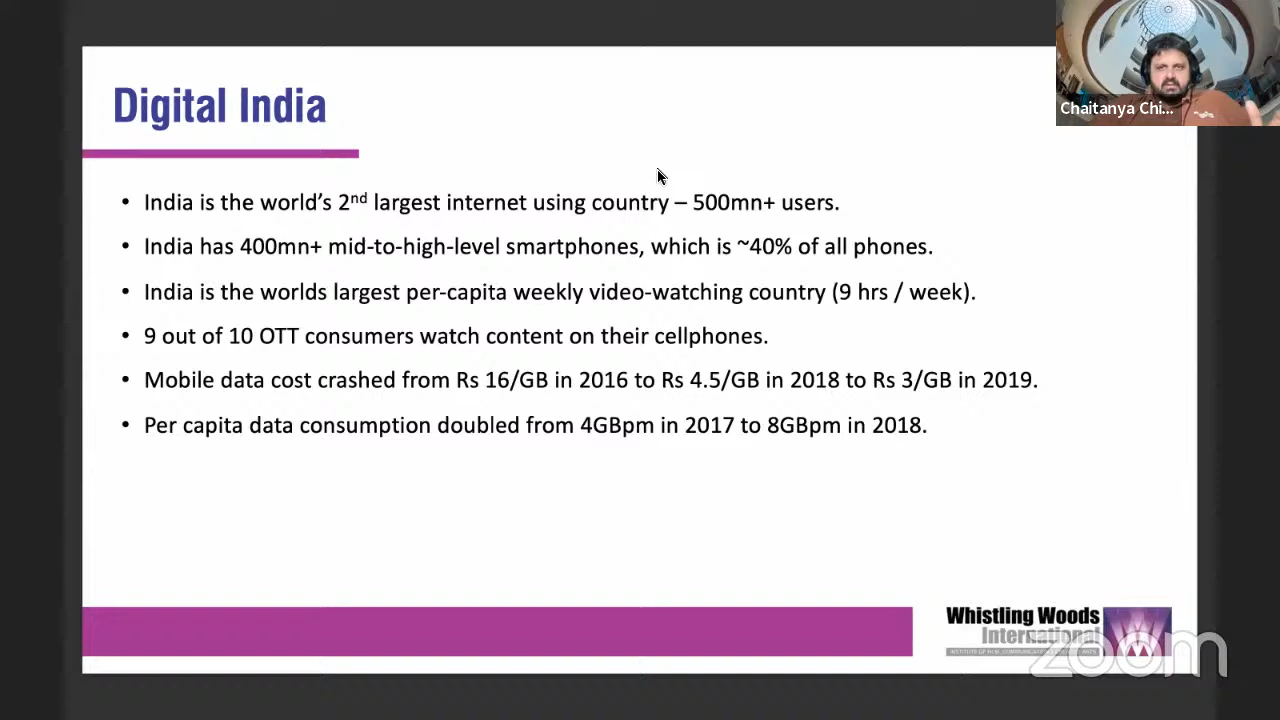 Digital India
Chaitanya Chi...
• India is the world's 2nd largest internet using country – 500mn+ users.
• India has 400mn+ mid-to-high-level smartphones, which is ~40% of all phones.
• India is the worlds largest per-capita weekly video-watching country (9 hrs / week).
• 9 out of 10 OTT consumers watch content on their cellphones.
• Mobile data cost crashed from Rs 16/GB in 2016 to Rs 4.5/GB in 2018 to Rs 3/GB in 2019.
• Per capita data consumption doubled from 4GBpm in 2017 to 8GBpm in 2018.
Whistling Woods
International
zoom